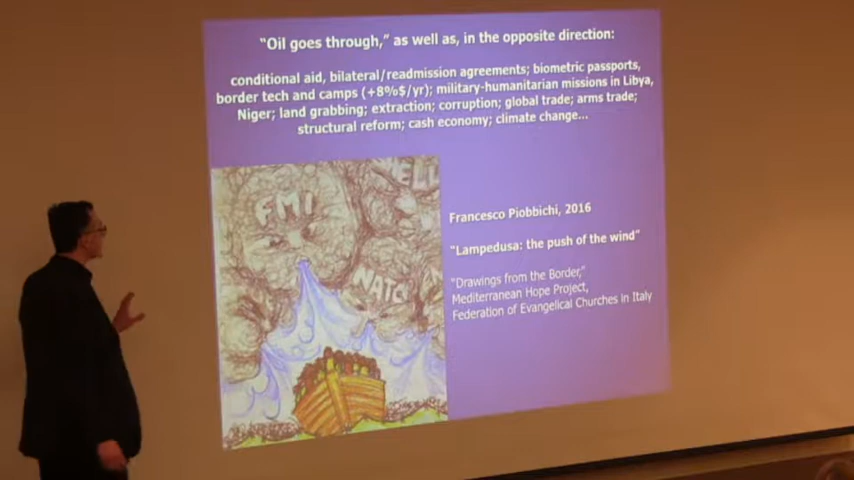 “Oil goes through,” as well as, in the opposite direction:
conditional aid, bilateral/readmission agreements; biometric passports,
border tech and camps (+8%$/yr); military-humanitarian missions in Libya,
Niger; land grabbing; extraction; corruption; global trade; arms trade;
structural reform; cash economy; climate change...
FMI
NATO
Francesco Piobbichi, 2016
“Lampedusa: the push of the wind”
“Drawings from the Border,”
Mediterranean Hope Project,
Federation of Evangelical Churches in Italy